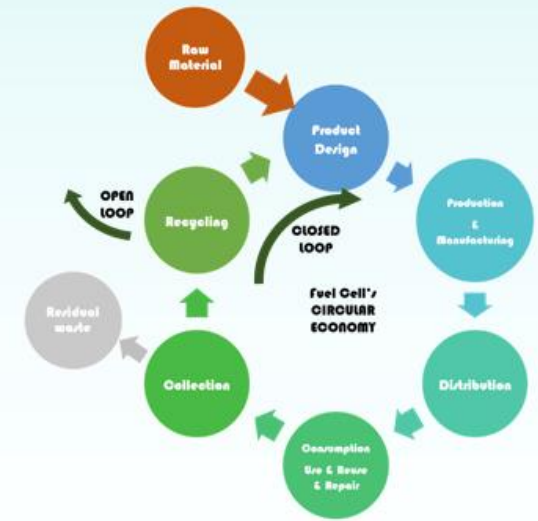 Raw
Material
Product
Design
Production
&
Manufacturing
Distribution
Consumption
Use & Reuse
& Repair
Collection
Residual
waste
Recycling
OPEN
LOOP
CLOSED
LOOP
Fuel Cell's
CIRCULAR
ECONOMY